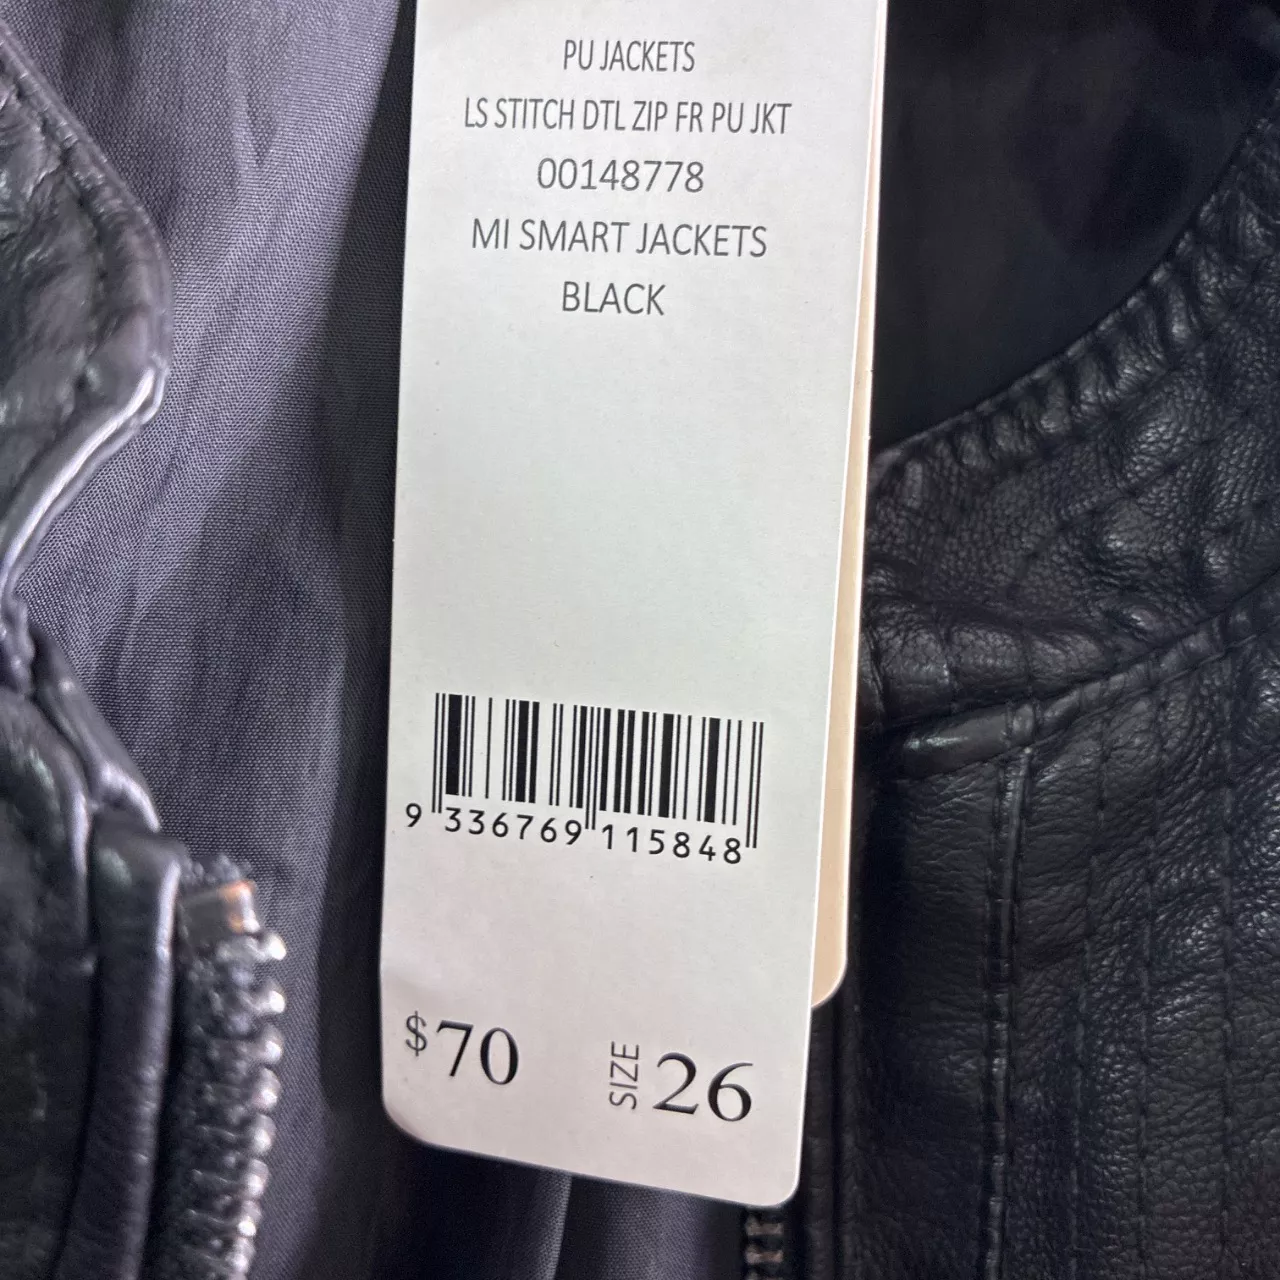 PU JACKETS
LS STITCH DTL ZIP FR PU JKT
00148778
MI SMART JACKETS
BLACK
9 336769 115848
$70 SIZE 26